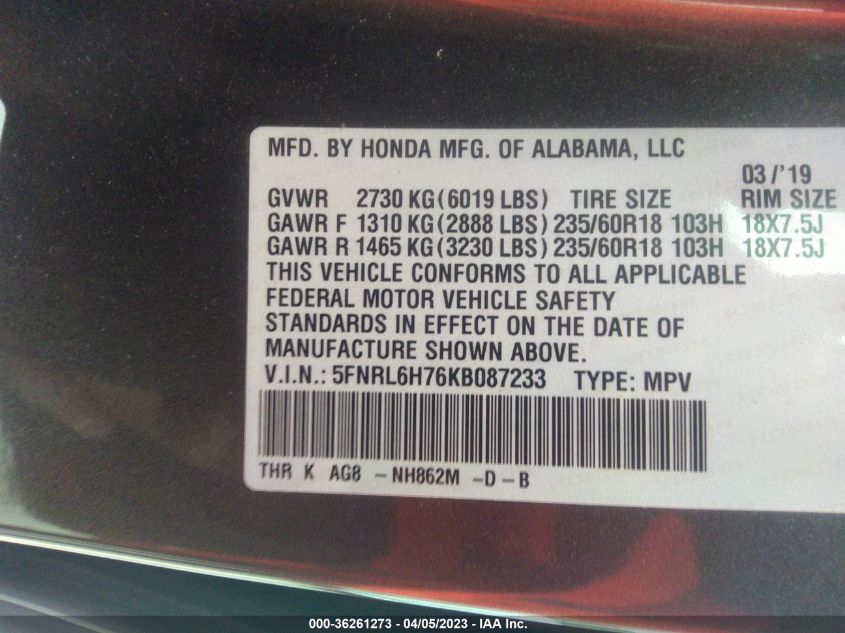 MFD. BY HONDA MFG. OF ALABAMA, LLC
03 /'19
GVWR 2730 KG(6019 LBS) TIRE SIZE RIM SIZE
GAWR F 1310 KG(2888 LBS) 235/60R18 103H 18X7.5J
GAWR R 1465 KG(3230 LBS) 235/60R18 103H 18X7.5J
THIS VEHICLE CONFORMS TO ALL APPLICABLE
FEDERAL MOTOR VEHICLE SAFETY
STANDARDS IN EFFECT ON THE DATE OF
MANUFACTURE SHOWN ABOVE.
V.I.N.: 5FNRL6H76KB087233 TYPE: MPV
THR K AG8 – NH862M – D – B
000-36261273 - 04/05/2023 - IAA Inc.